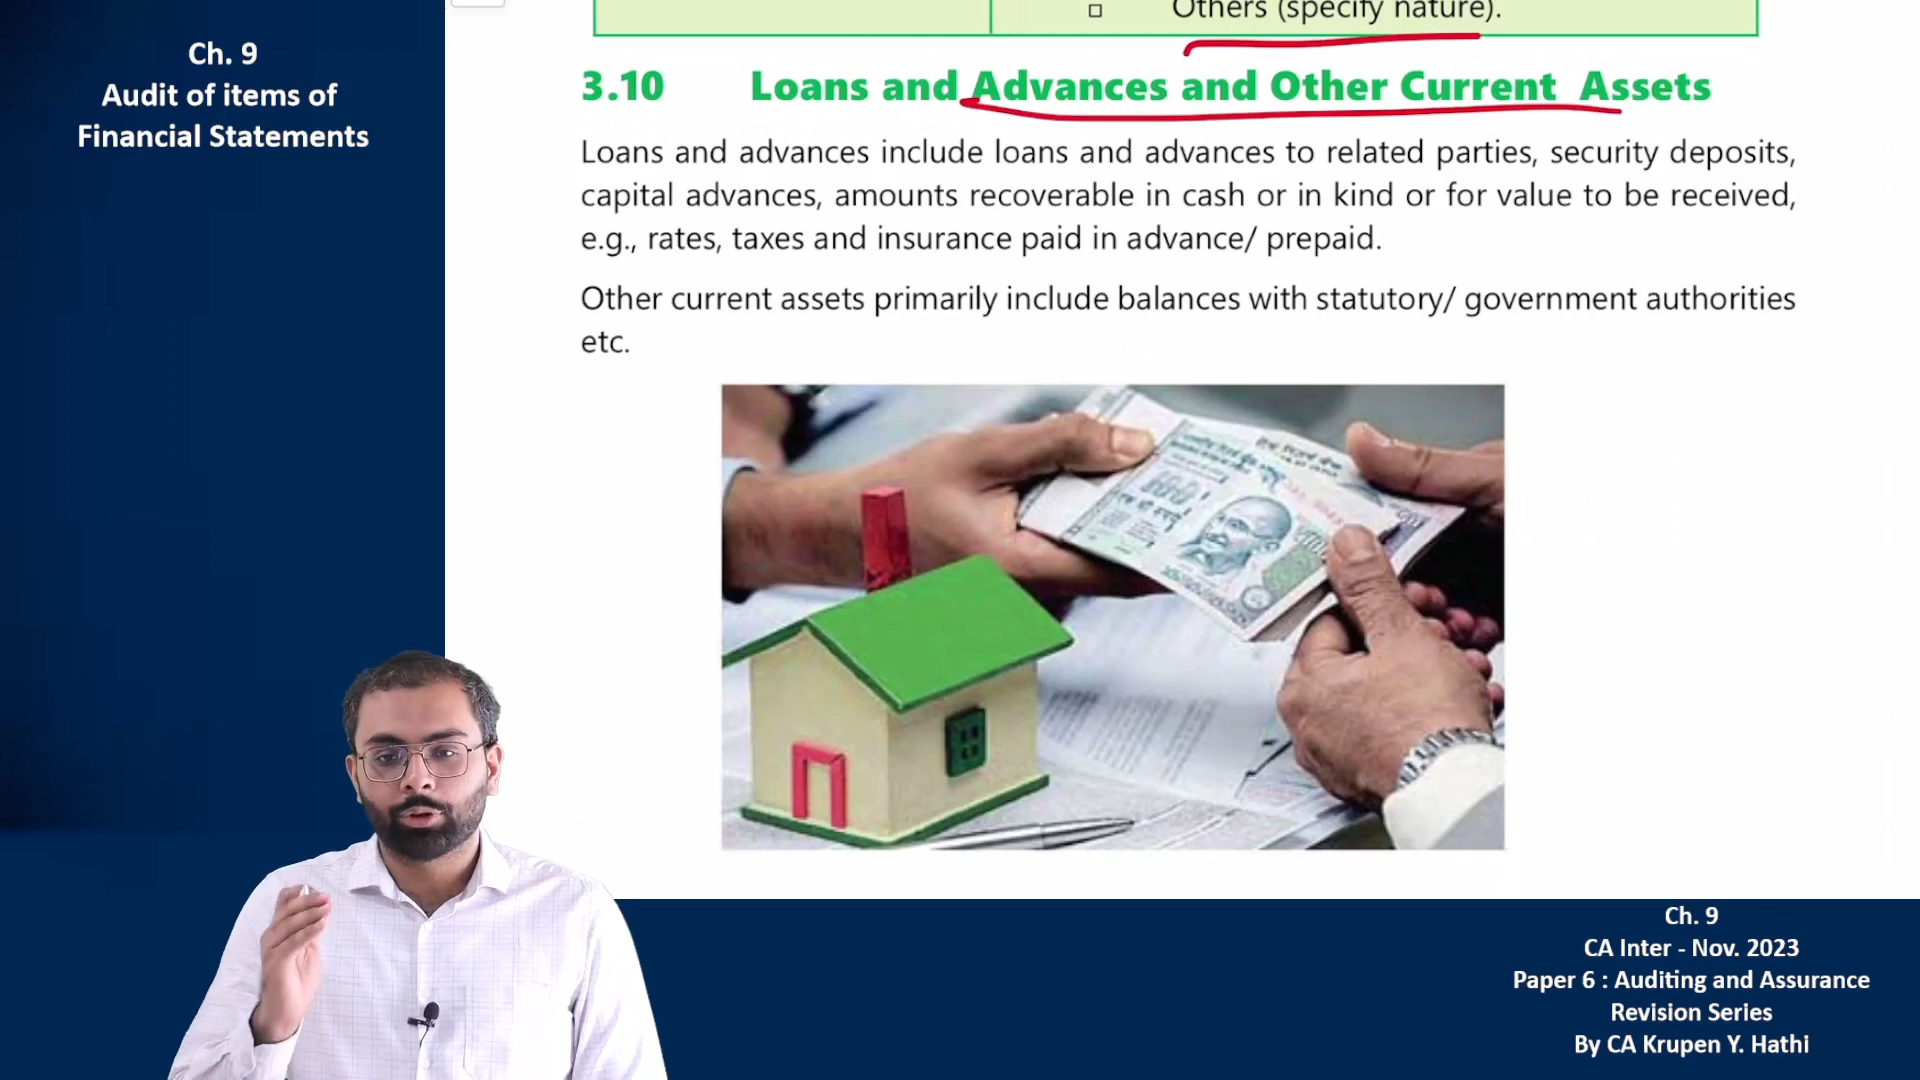 Ch. 9
Audit of items of
Financial Statements
Others (specify nature).
3.10 Loans and Advances and Other Current Assets
Loans and advances include loans and advances to related parties, security deposits,
capital advances, amounts recoverable in cash or in kind or for value to be received,
e.g., rates, taxes and insurance paid in advance/ prepaid.
Other current assets primarily include balances with statutory/ government authorities
etc.
Ch. 9
CA Inter - Nov. 2023
Paper 6 : Auditing and Assurance
Revision Series
By CA Krupen Y. Hathi